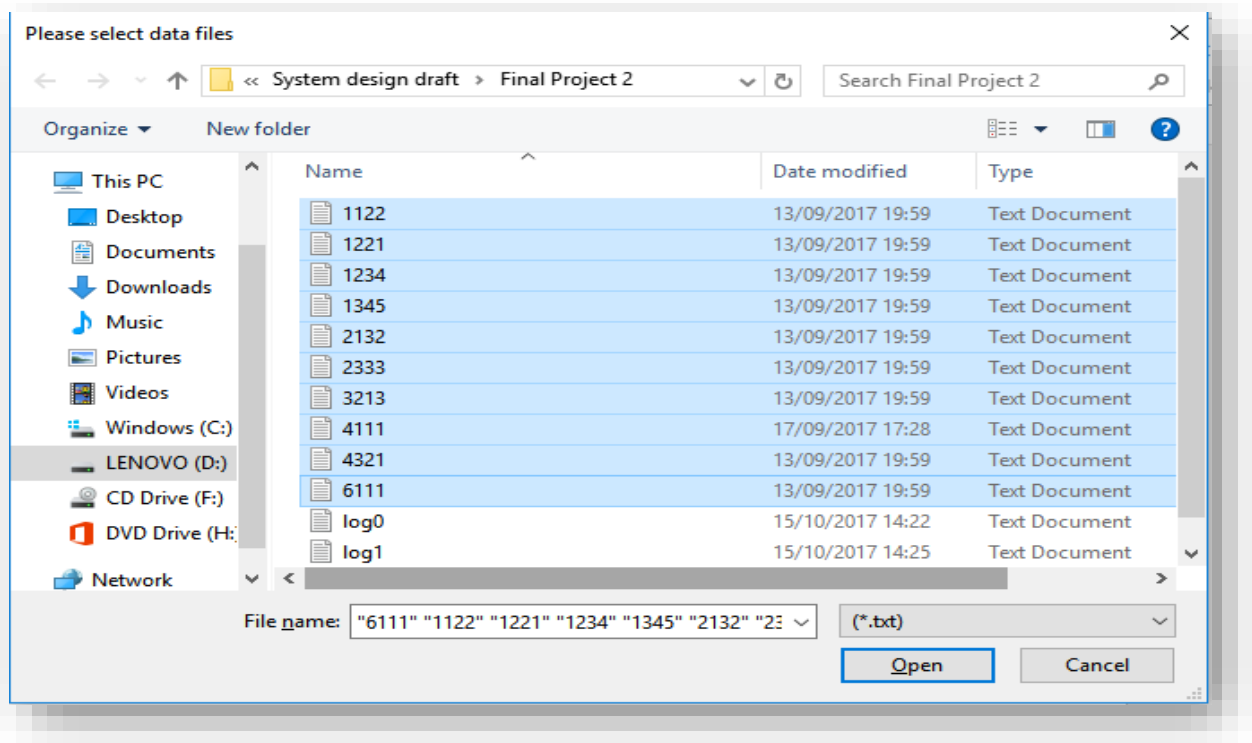 Please select data files
« System design draft › Final Project 2
Search Final Project 2
Organize
New folder
?
Name Date modified Type
This PC
Desktop
Documents
Downloads
Music
Pictures
Videos
Windows (C:)
LENOVO (D:)
CD Drive (F:)
DVD Drive (H:
Network
1122 13/09/2017 19:59 Text Document
1221 13/09/2017 19:59 Text Document
1234 13/09/2017 19:59 Text Document
1345 13/09/2017 19:59 Text Document
2132 13/09/2017 19:59 Text Document
2333 13/09/2017 19:59 Text Document
3213 13/09/2017 19:59 Text Document
4111 17/09/2017 17:28 Text Document
4321 13/09/2017 19:59 Text Document
6111 13/09/2017 19:59 Text Document
log0 15/10/2017 14:22 Text Document
log1 15/10/2017 14:25 Text Document
File name: "6111" "1122" "1221" "1234" "1345" "2132" "23
(*.txt)
Open Cancel